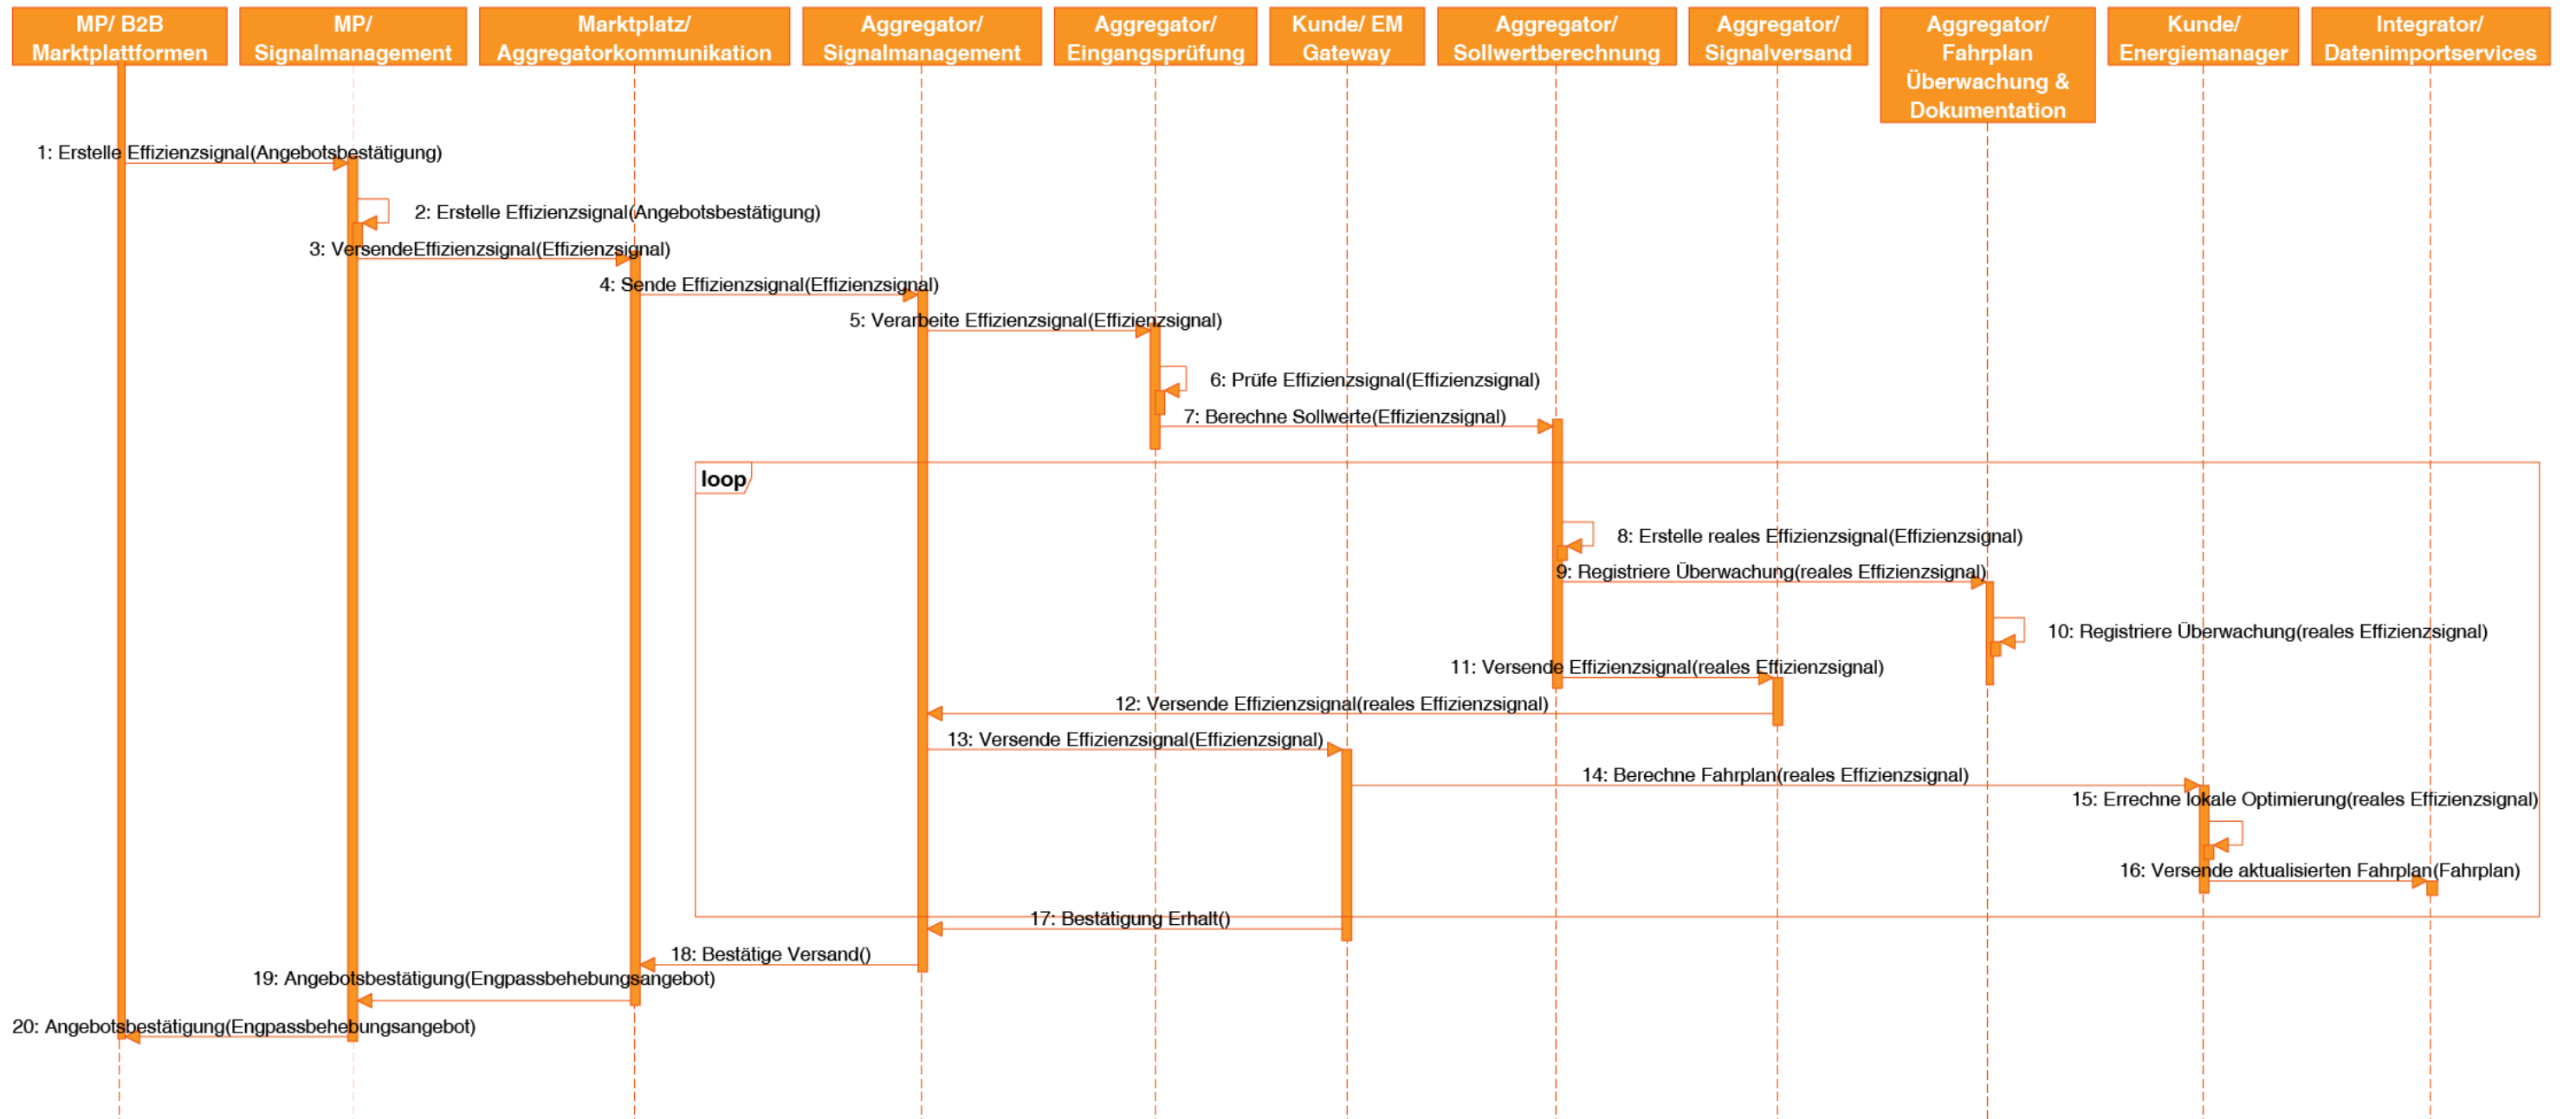 MP/ B2B
Marktplattformen
MP/
Signalmanagement
Marktplatz/
Aggregatorkommunikation
Aggregator/
Signalmanagement
Aggregator/
Eingangsprüfung
Kunde/ EM
Gateway
Aggregator/
Sollwertberechnung
Aggregator/
Signalversand
Aggregator/
Fahrplan
Überwachung &
Dokumentation
Kunde/
Energiemanager
Integrator/
Datenimportservices
1: Erstelle Effizienzsignal(Angebotsbestätigung)
2: Erstelle Effizienzsignal(Angebotsbestätigung)
3: VersendeEffizienzsignal(Effizienzsignal)
4: Sende Effizienzsignal(Effizienzsignal)
5: Verarbeite Effizienzsignal(Effizienzsignal)
6: Prüfe Effizienzsignal(Effizienzsignal)
7: Berechne Sollwerte(Effizienzsignal)
loop
8: Erstelle reales Effizienzsignal(Effizienzsignal)
9: Registriere Überwachung(reales Effizienzsignal)
10: Registriere Überwachung(reales Effizienzsignal)
11: Versende Effizienzsignal(reales Effizienzsignal)
12: Versende Effizienzsignal(reales Effizienzsignal)
13: Versende Effizienzsignal(Effizienzsignal)
14: Berechne Fahrplan(reales Effizienzsignal)
15: Errechne lokale Optimierung(reales Effizienzsignal)
16: Versende aktualisierten Fahrplan(Fahrplan)
17: Bestätigung Erhalt()
18: Bestätige Versand()
19: Angebotsbestätigung(Engpassbehebungsangebot)
20: Angebotsbestätigung(Engpassbehebungsangebot)